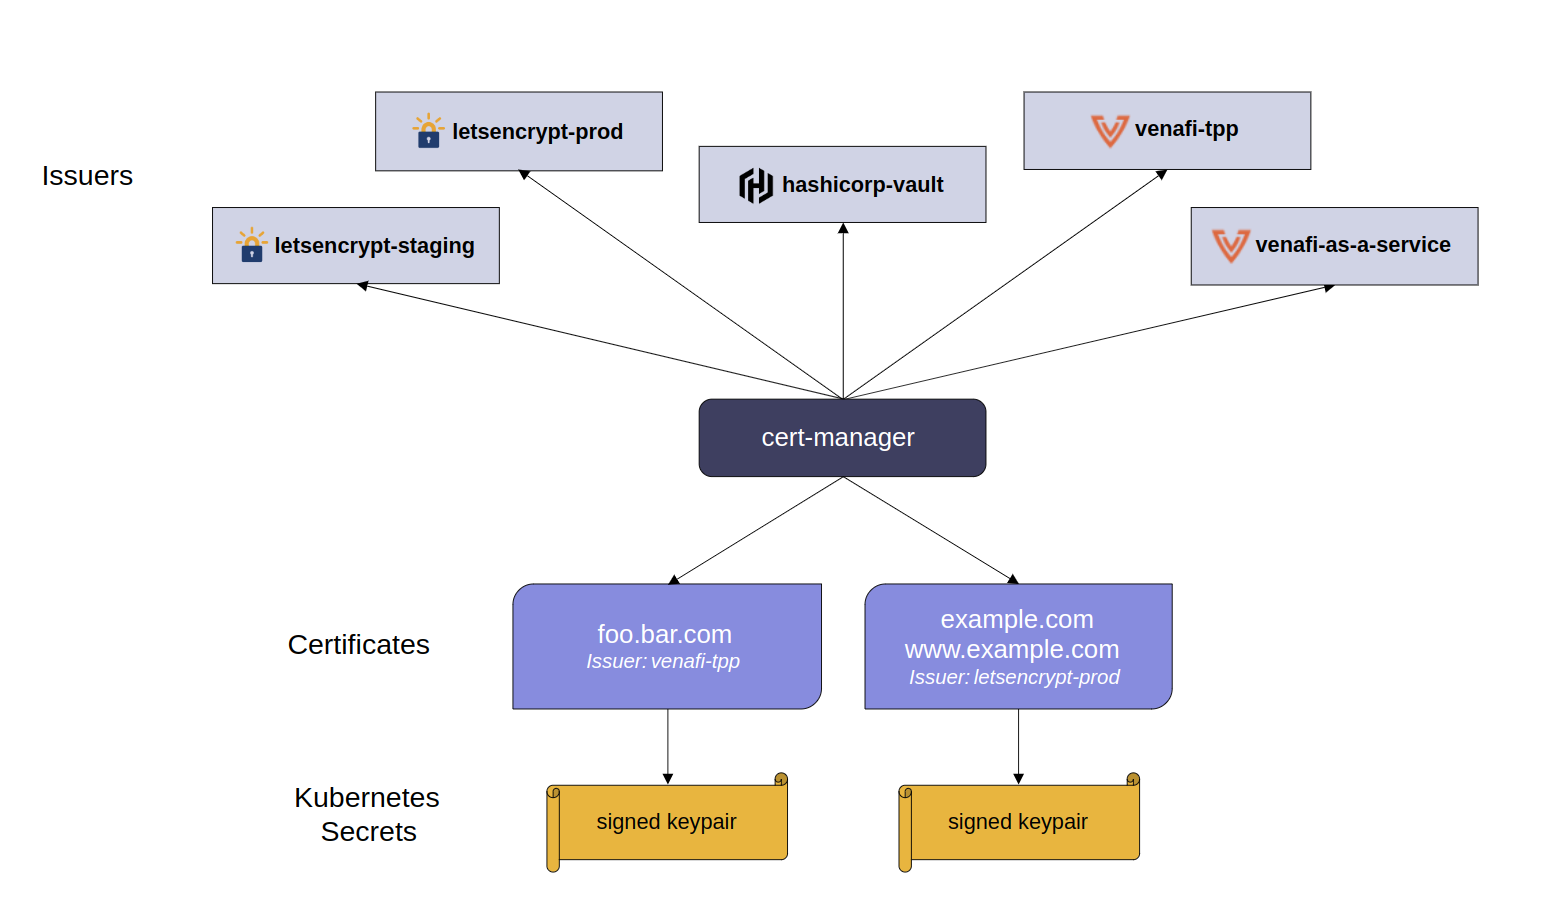 Issuers
letsencrypt-prod
letsencrypt-staging
hashicorp-vault
venafi-tpp
venafi-as-a-service
cert-manager
Certificates
foo.bar.com
Issuer: venafi-tpp
example.com
www.example.com
Issuer: letsencrypt-prod
Kubernetes
Secrets
signed keypair
signed keypair